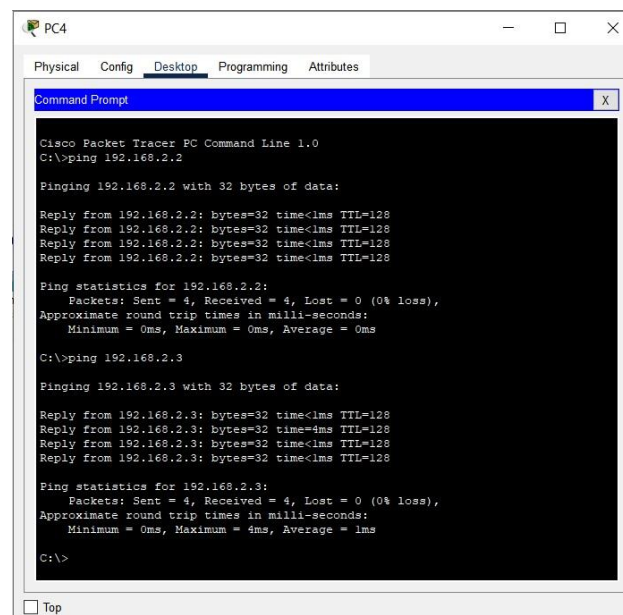 PC4
Physical Config Desktop Programming Attributes
Command Prompt
X
Cisco Packet Tracer PC Command Line 1.0
C:\>ping 192.168.2.2
Pinging 192.168.2.2 with 32 bytes of data:
Reply from 192.168.2.2: bytes=32 time<1ms TTL=128
Reply from 192.168.2.2: bytes=32 time<1ms TTL=128
Reply from 192.168.2.2: bytes=32 time<1ms TTL=128
Reply from 192.168.2.2: bytes=32 time<1ms TTL=128
Ping statistics for 192.168.2.2:
    Packets: Sent = 4, Received = 4, Lost = 0 (0% loss),
Approximate round trip times in milli-seconds:
    Minimum = 0ms, Maximum = 0ms, Average = 0ms
C:\>ping 192.168.2.3
Pinging 192.168.2.3 with 32 bytes of data:
Reply from 192.168.2.3: bytes=32 time<1ms TTL=128
Reply from 192.168.2.3: bytes=32 time=4ms TTL=128
Reply from 192.168.2.3: bytes=32 time<1ms TTL=128
Reply from 192.168.2.3: bytes=32 time<1ms TTL=128
Ping statistics for 192.168.2.3:
    Packets: Sent = 4, Received = 4, Lost = 0 (0% loss),
Approximate round trip times in milli-seconds:
    Minimum = 0ms, Maximum = 4ms, Average = 1ms
C:\>
Top